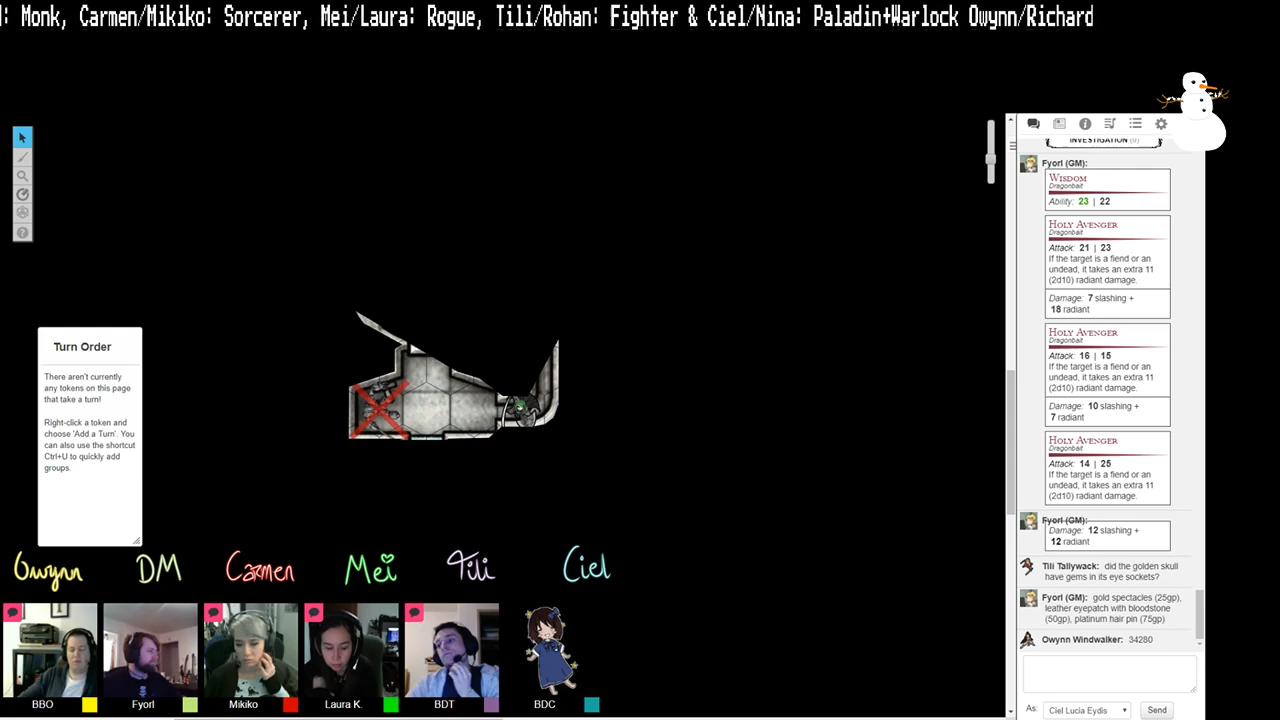 : Monk, Carmen/Mikiko: Sorcerer, Mei/Laura: Rogue, Tili/Rohan: Fighter & Ciel/Nina: Paladin+Warlock Owynn/Richard
INVESTIGATION (0)
Fyorl (GM):
WISDOM
Dragonbait
Ability: 23 | 22
HOLY AVENGER
Dragonbait
Attack: 21 | 23
If the target is a fiend or an
undead, it takes an extra 11
(2d10) radiant damage.
Damage: 7 slashing +
18 radiant
HOLY AVENGER
Dragonbait
Attack: 16 | 15
If the target is a fiend or an
undead, it takes an extra 11
(2d10) radiant damage.
Damage: 10 slashing +
7 radiant
HOLY AVENGER
Dragonbait
Attack: 14 | 25
If the target is a fiend or an
undead, it takes an extra 11
(2d10) radiant damage.
Fyorl (GM):
Damage: 12 slashing +
12 radiant
Tili Tallywack: did the golden skull
have gems in its eye sockets?
Fyorl (GM): gold spectacles (25gp),
leather eyepatch with bloodstone
(50gp), platinum hair pin (75gp)
Owynn Windwalker: 34280
As: Ciel Lucia Eydis
Send
Turn Order
There aren't currently
any tokens on this page
that take a turn!
Right-click a token and
choose 'Add a Turn'. You
can also use the shortcut
Ctrl+U to quickly add
groups.
Owynn DM Carmen Mei Tili Ciel
BBO Fyorl Mikiko Laura K. BDT BDC